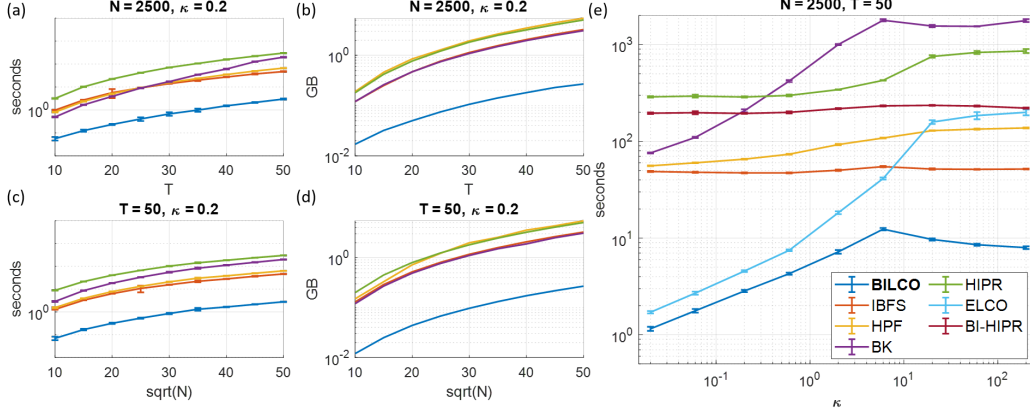 (a)
N = 2500, κ = 0.2
seconds
10^0
10 20 30 40 50
T
(b)
N = 2500, κ = 0.2
GB
10^0
10^-2
10 20 30 40 50
T
(c)
T = 50, κ = 0.2
seconds
10^0
10 20 30 40 50
sqrt(N)
(d)
T = 50, κ = 0.2
GB
10^0
10^-2
10 20 30 40 50
sqrt(N)
(e)
N = 2500, T = 50
seconds
10^3
10^2
10^1
10^0
10^-1 10^0 10^1 10^2
κ
BILCO
IBFS
HPF
BK
HIPR
ELCO
BI-HIPR